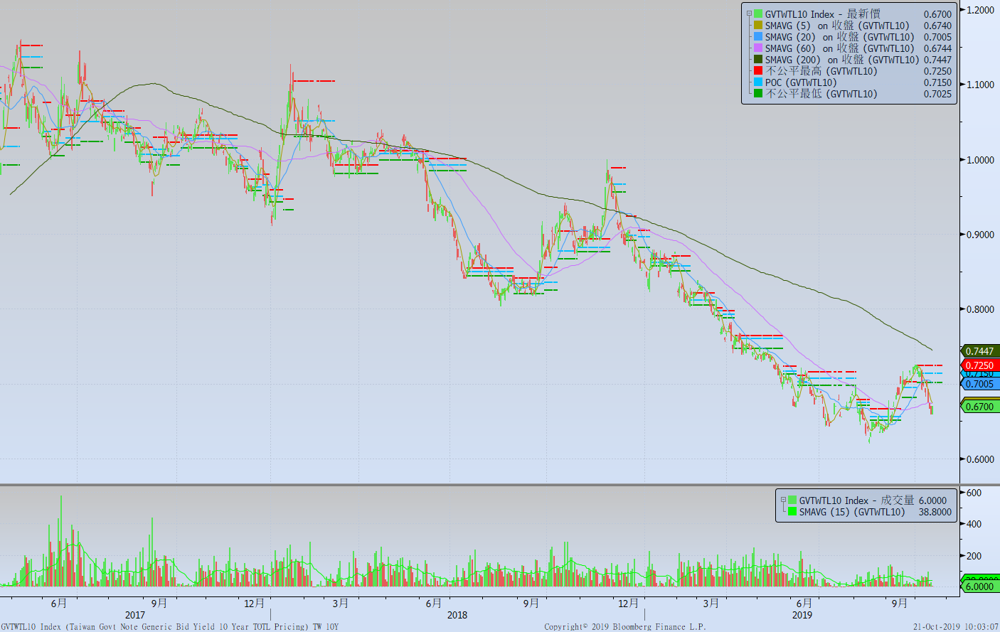 GVTWTL10 Index - 最新價 0.6700
SMAVG (5) on 收盤 (GVTWTL10) 0.6740
SMAVG (20) on 收盤 (GVTWTL10) 0.7005
SMAVG (60) on 收盤 (GVTWTL10) 0.6744
SMAVG (200) on 收盤 (GVTWTL10) 0.7447
不公平最高 (GVTWTL10) 0.7250
POC (GVTWTL10) 0.7150
不公平最低 (GVTWTL10) 0.7025
1.2000
1.1000
1.0000
0.9000
0.8000
0.7447
0.7250
0.7150
0.7005
0.6700
0.6000
GVTWTL10 Index - 成交量 6.0000
SMAVG (15) (GVTWTL10) 38.8000
600
400
200
38.8000
6.0000
6月 9月 12月 3月 6月 9月 12月 3月 6月 9月
2017 2018 2019
GVTWTL10 Index (Taiwan Govt Note Generic Bid Yield 10 Year TOTL Pricing) TW 10Y Copyright© 2019 Bloomberg Finance L.P. 21-Oct-2019 10:03:07